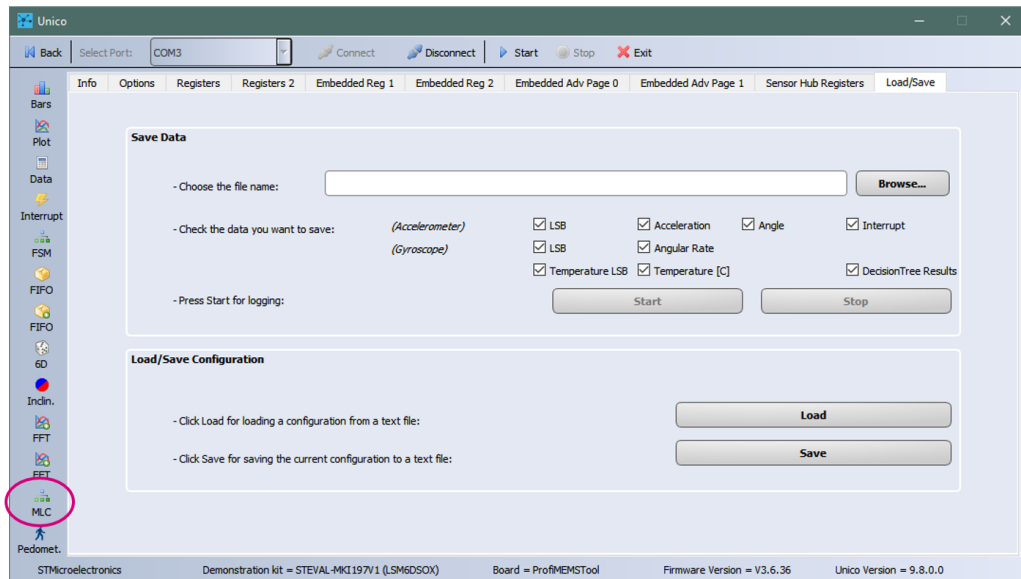 Unico
Back Select Port: COM3 Connect Disconnect Start Stop Exit
Info Options Registers Registers 2 Embedded Reg 1 Embedded Reg 2 Embedded Adv Page 0 Embedded Adv Page 1 Sensor Hub Registers Load/Save
Bars
Plot
Data
Interrupt
FSM
FIFO
FIFO
6D
Inclin.
FFT
FFT
MLC
Pedomet.
Save Data
- Choose the file name: Browse...
- Check the data you want to save: (Accelerometer) LSB Acceleration Angle Interrupt
(Gyroscope) LSB Angular Rate
Temperature LSB Temperature [C] DecisionTree Results
- Press Start for logging: Start Stop
Load/Save Configuration
- Click Load for loading a configuration from a text file: Load
- Click Save for saving the current configuration to a text file: Save
STMicroelectronics Demonstration kit = STEVAL-MKI197V1 (LSM6DSOX) Board = ProfiMEMSTool Firmware Version = V3.6.36 Unico Version = 9.8.0.0